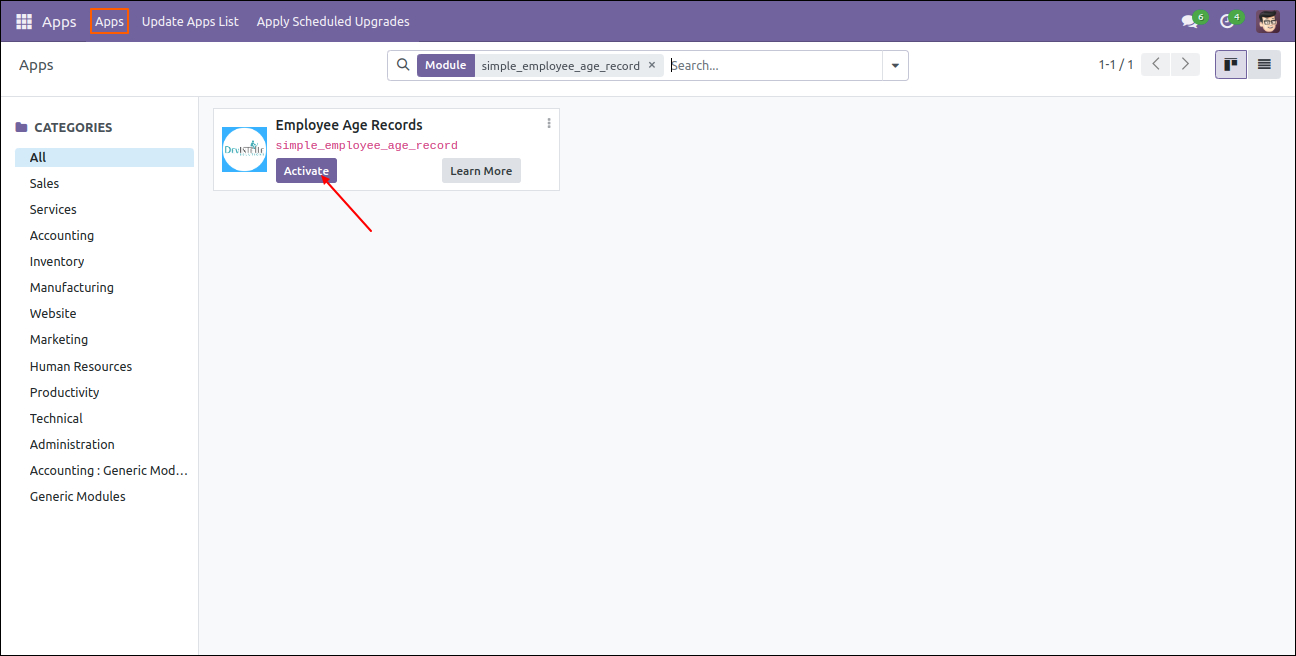 Apps Apps Update Apps List Apply Scheduled Upgrades 6 4
Apps Module simple_employee_age_record × Search... 1-1 / 1
CATEGORIES
All
Sales
Services
Accounting
Inventory
Manufacturing
Website
Marketing
Human Resources
Productivity
Technical
Administration
Accounting : Generic Mod...
Generic Modules
Employee Age Records
simple_employee_age_record
Activate Learn More